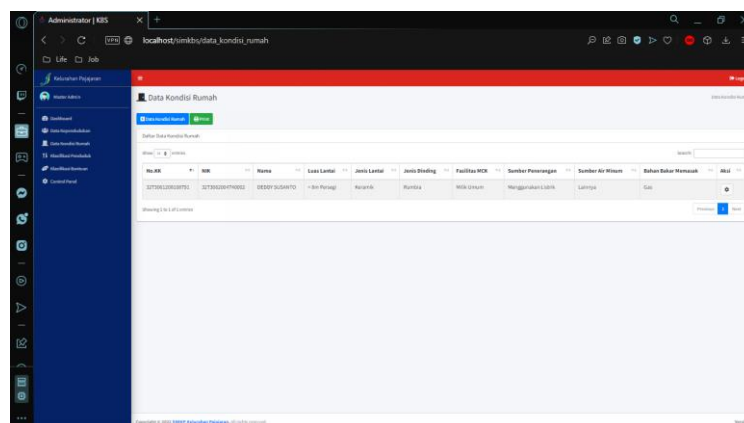 Administrator | KBS
VPN
localhost/simkbs/data_kondisi_rumah
Life
Job
Kelurahan Pajajaran
Master Admin
Dashboard
Data Kependudukan
Data Kondisi Rumah
Klasifikasi Penduduk
Klasifikasi Bantuan
Control Panel
Data Kondisi Rumah
Data Kondisi Rumah
Print
Daftar Data Kondisi Rumah
Show entries
Search:
No.KK NIK Nama Luas Lantai Jenis Lantai Jenis Dinding Fasilitas MCK Sumber Penerangan Sumber Air Minum Bahan Bakar Memasak Aksi
DEDDY SUSANTO Keramik Rumbia Milik Umum Menggunakan Listrik Lainnya Gas
Showing 1 to 1 of 1 entries
Previous 1 Next